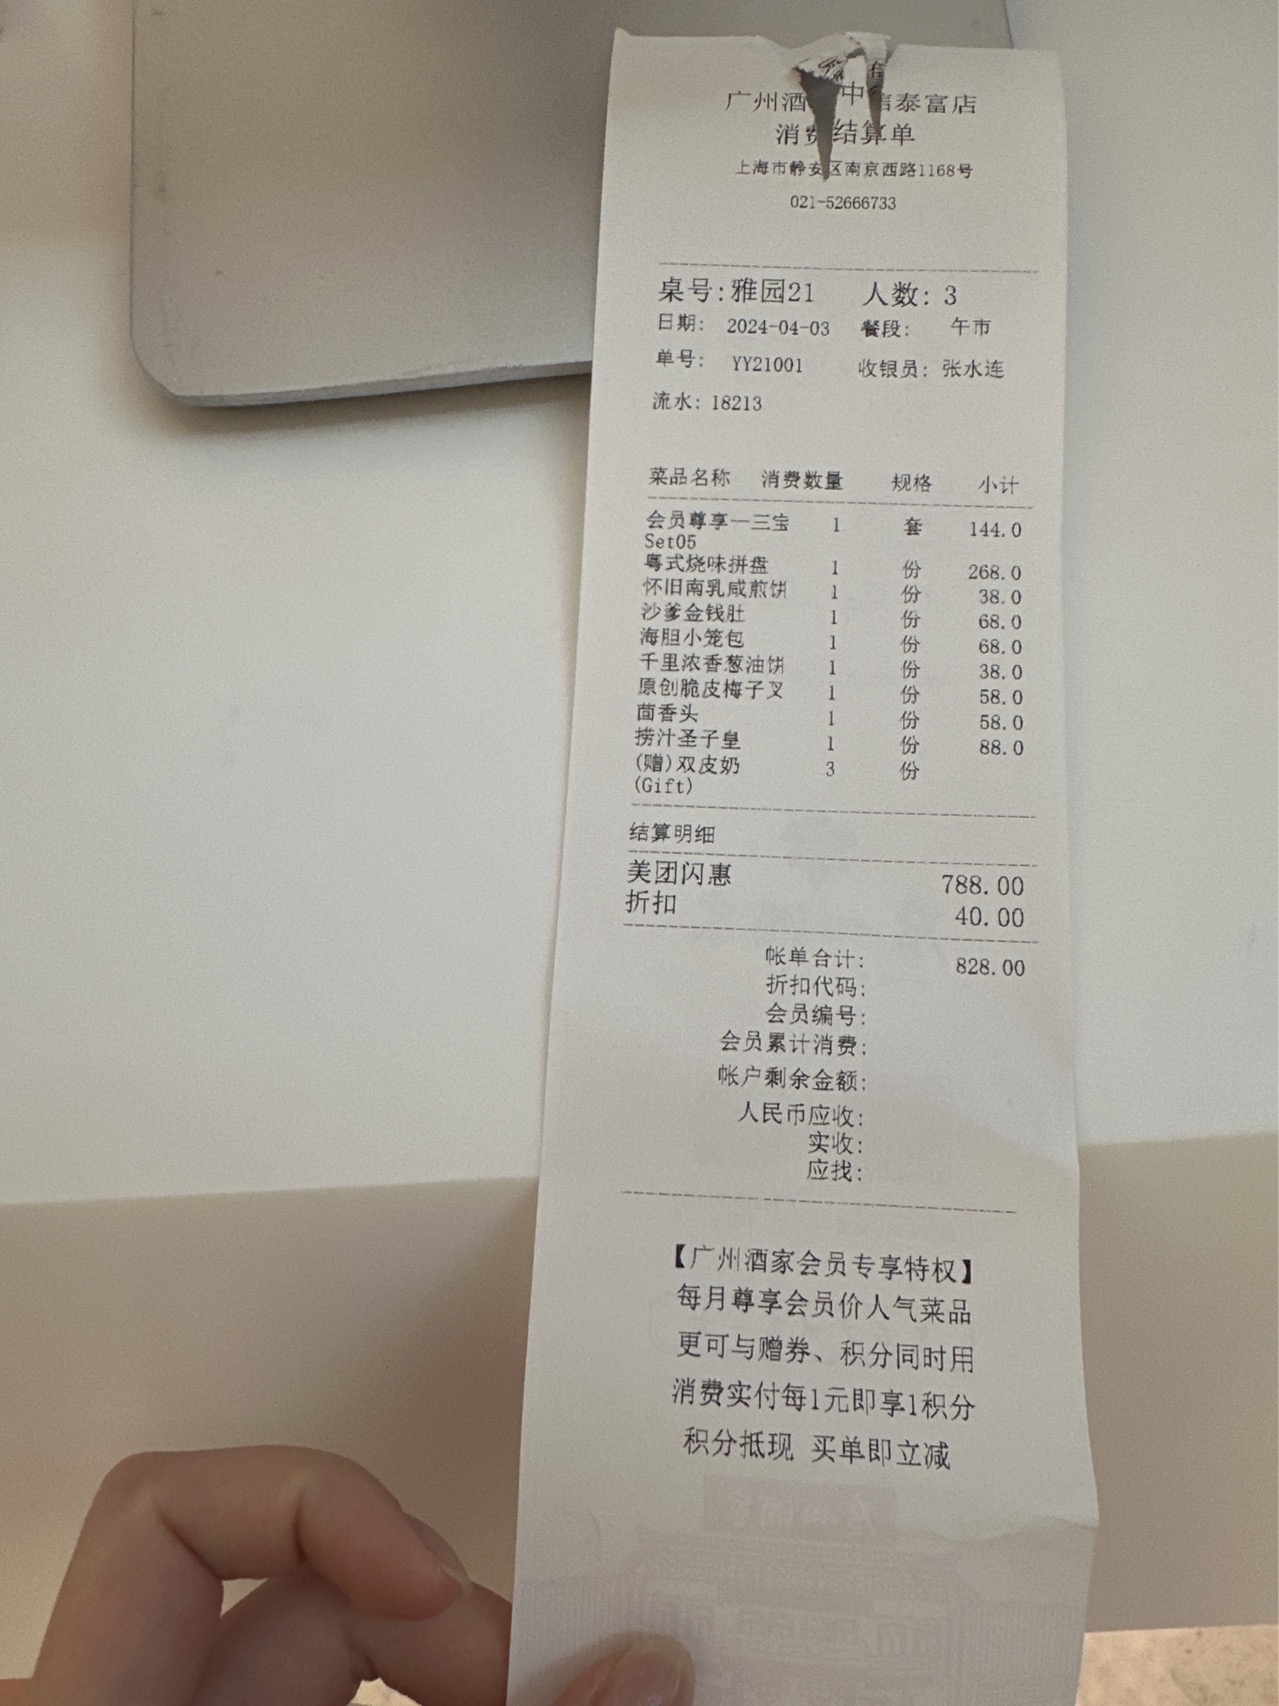 广州酒 中信泰富店
消费结算单
上海市静安区南京西路1168号
021-52666733
桌号:雅园21 人数: 3
日期: 2024-04-03 餐段: 午市
单号: YY21001 收银员: 张水连
流水: 18213
菜品名称 消费数量 规格 小计
会员尊享一三宝 1 套 144.0
Set05
粤式烧味拼盘 1 份 268.0
怀旧南乳咸煎饼 1 份 38.0
沙爹金钱肚 1 份 68.0
海胆小笼包 1 份 68.0
千里浓香葱油饼 1 份 38.0
原创脆皮梅子叉 1 份 58.0
茴香头 1 份 58.0
捞汁圣子皇 1 份 88.0
(赠)双皮奶 3 份
(Gift)
结算明细
美团闪惠 788.00
折扣 40.00
帐单合计: 828.00
折扣代码:
会员编号:
会员累计消费:
帐户剩余金额:
人民币应收:
实收:
应找:
【广州酒家会员专享特权】
每月尊享会员价人气菜品
更可与赠券、积分同时用
消费实付每1元即享1积分
积分抵现 买单即立减